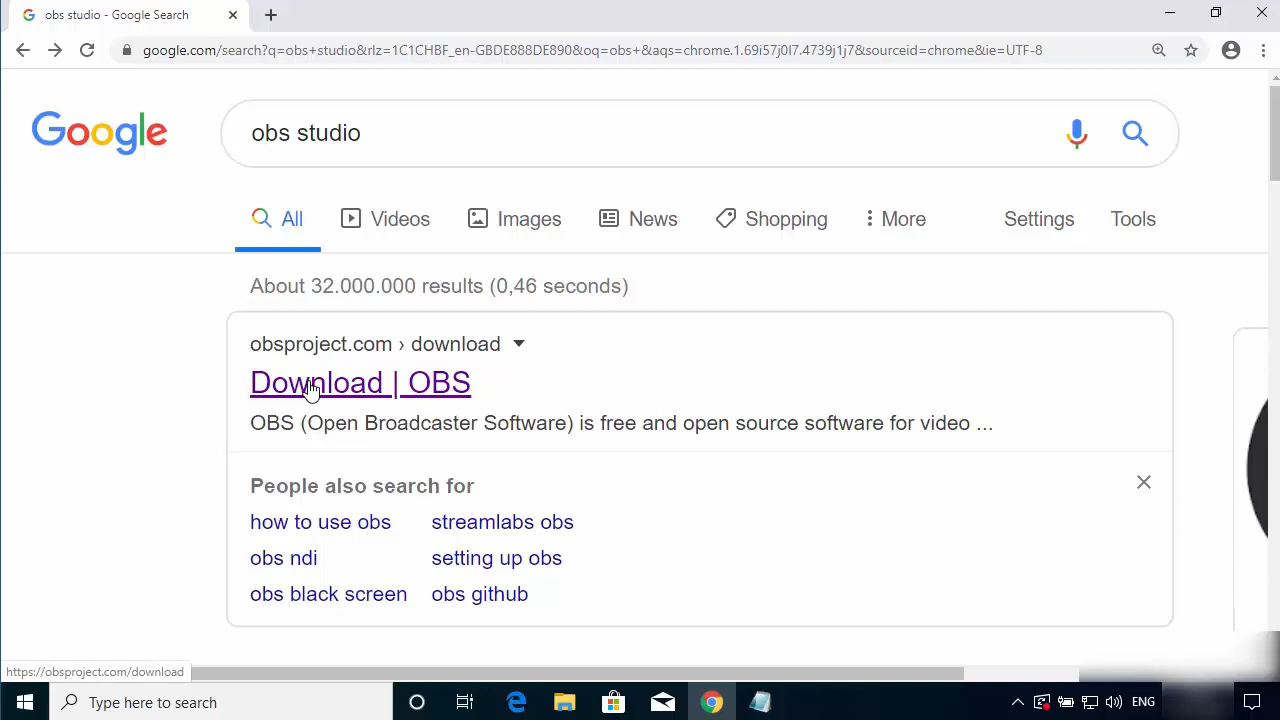 obs studio - Google Search
google.com/search?q=obs+studio&rlz=1C1CHBF_en-GBDE888DE890&oq=obs+&aqs=chrome.1.69i57j0l7.4739j1j7&sourceid=chrome&ie=UTF-8
Google
obs studio
All Videos Images News Shopping More Settings Tools
About 32.000.000 results (0,46 seconds)
obsproject.com › download
Download | OBS
OBS (Open Broadcaster Software) is free and open source software for video ...
People also search for
how to use obs streamlabs obs
obs ndi setting up obs
obs black screen obs github
https://obsproject.com/download
Type here to search
ENG